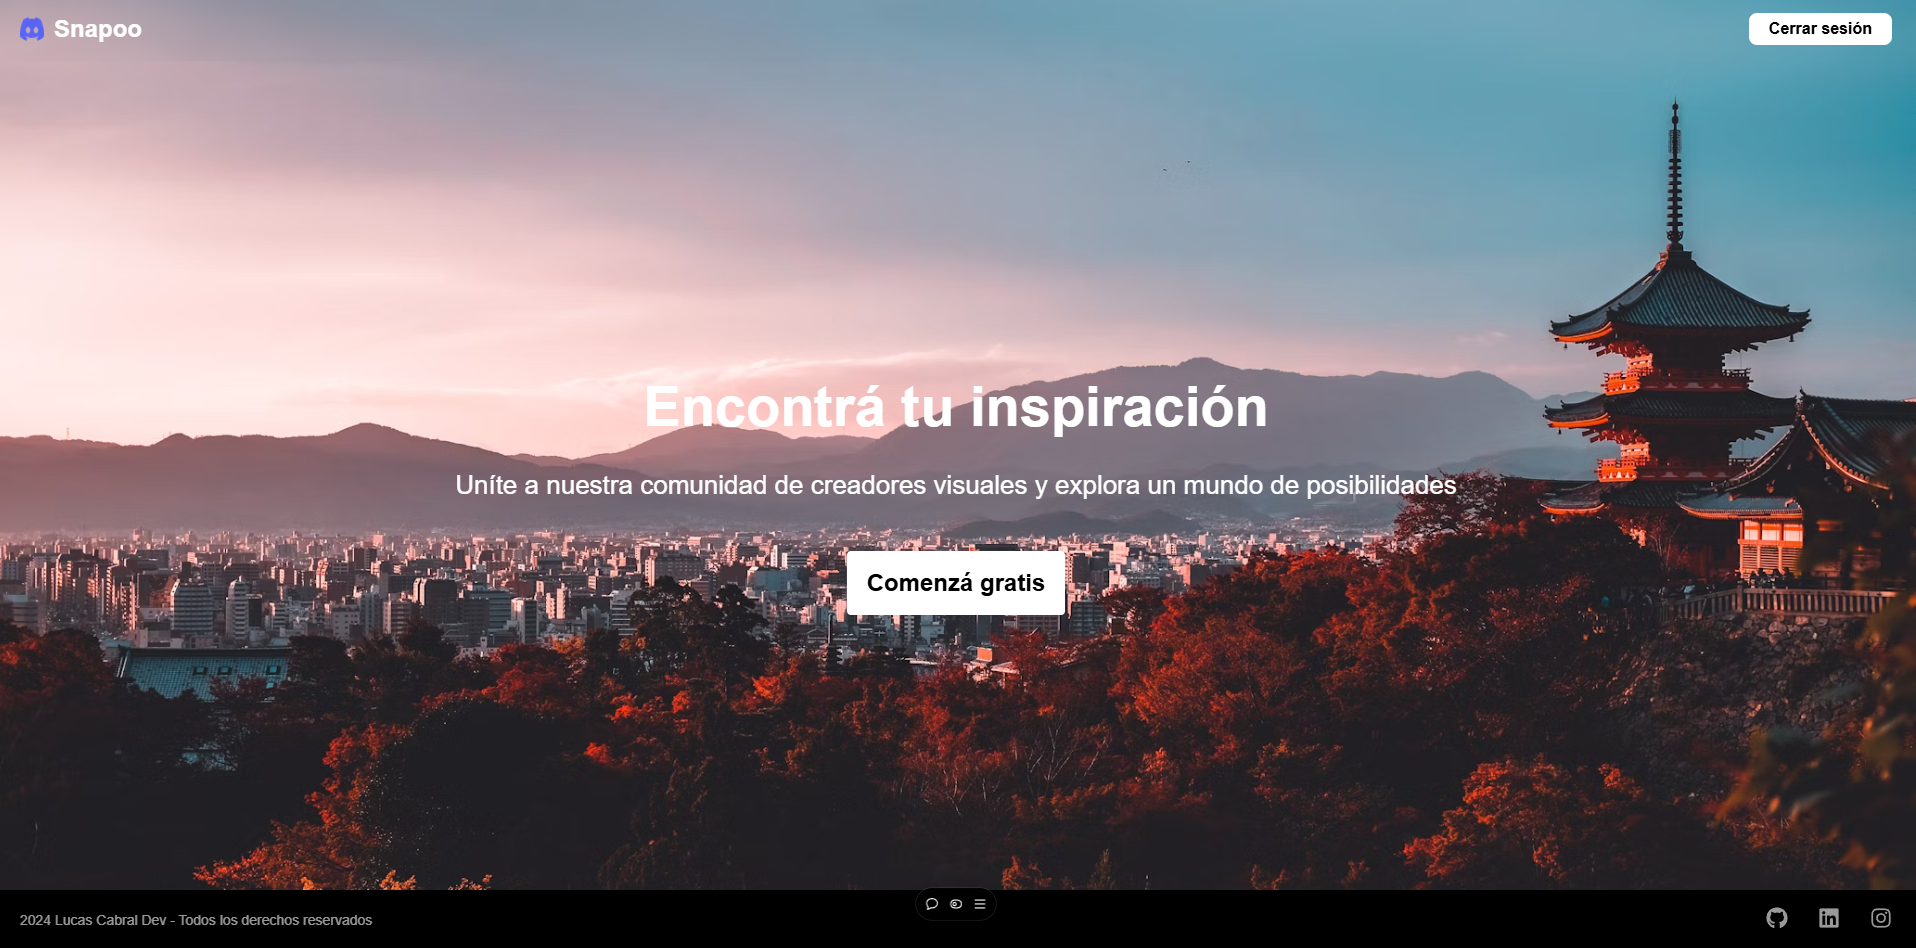 Snapoo
Cerrar sesión
Encontrá tu inspiración
Uníte a nuestra comunidad de creadores visuales y explora un mundo de posibilidades
Comenzá gratis
2024 Lucas Cabral Dev - Todos los derechos reservados